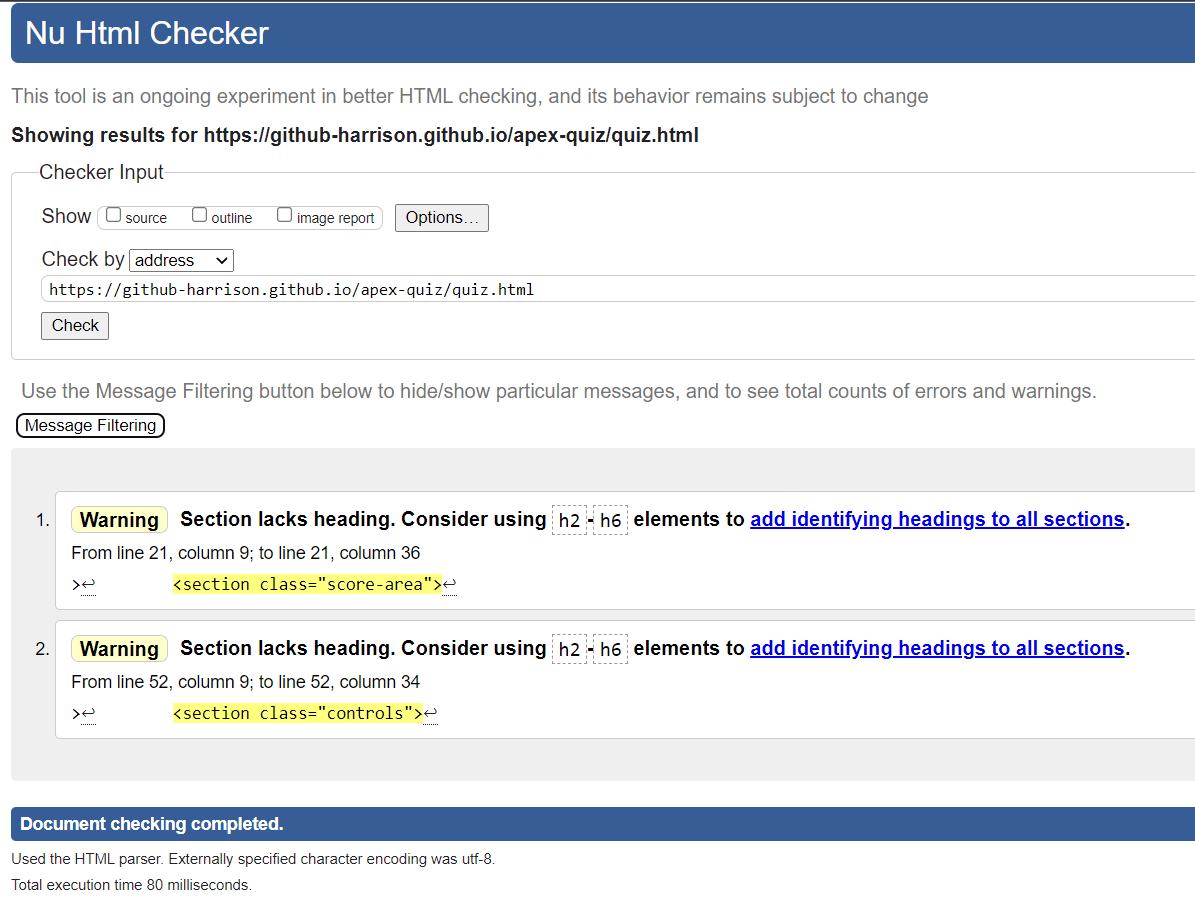 Nu Html Checker
This tool is an ongoing experiment in better HTML checking, and its behavior remains subject to change
Showing results for https://github-harrison.github.io/apex-quiz/quiz.html
Checker Input
Show source outline image report Options...
Check by address
https://github-harrison.github.io/apex-quiz/quiz.html
Check
Use the Message Filtering button below to hide/show particular messages, and to see total counts of errors and warnings.
Message Filtering
1. Warning Section lacks heading. Consider using h2-h6 elements to add identifying headings to all sections.
From line 21, column 9; to line 21, column 36
>↩ <section class="score-area">↩
2. Warning Section lacks heading. Consider using h2-h6 elements to add identifying headings to all sections.
From line 52, column 9; to line 52, column 34
>↩ <section class="controls">↩
Document checking completed.
Used the HTML parser. Externally specified character encoding was utf-8.
Total execution time 80 milliseconds.